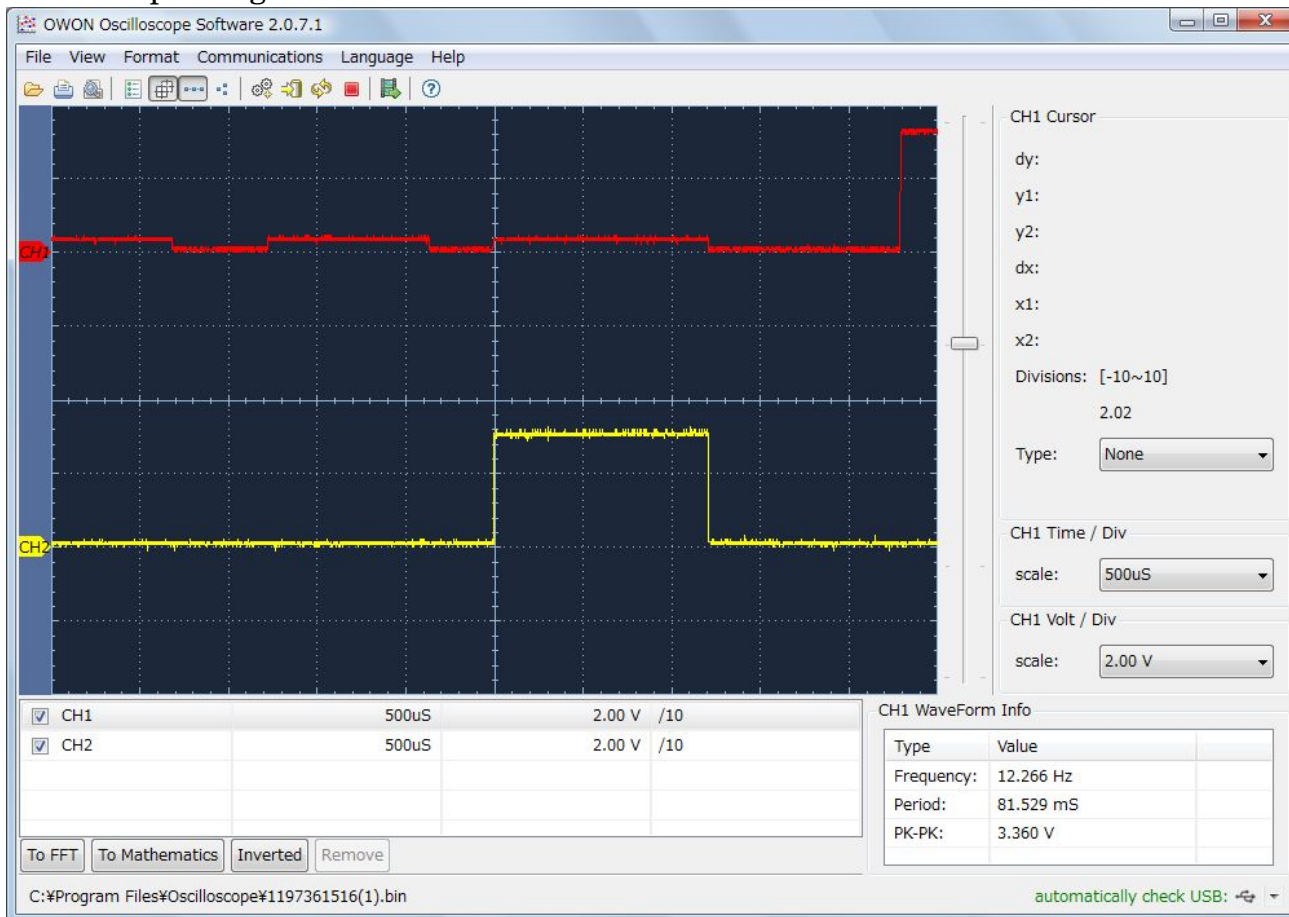 OWON Oscilloscope Software 2.0.7.1
File View Format Communications Language Help
CH1
CH2
CH1 Cursor
dy:
y1:
y2:
dx:
x1:
x2:
Divisions: [-10~10]
2.02
Type: None
CH1 Time / Div
scale: 500uS
CH1 Volt / Div
scale: 2.00 V
CH1 500uS 2.00 V /10
CH2 500uS 2.00 V /10
To FFT To Mathematics Inverted Remove
CH1 WaveForm Info
Type Value
Frequency: 12.266 Hz
Period: 81.529 mS
PK-PK: 3.360 V
C:¥Program Files¥Oscilloscope¥1197361516(1).bin
automatically check USB: